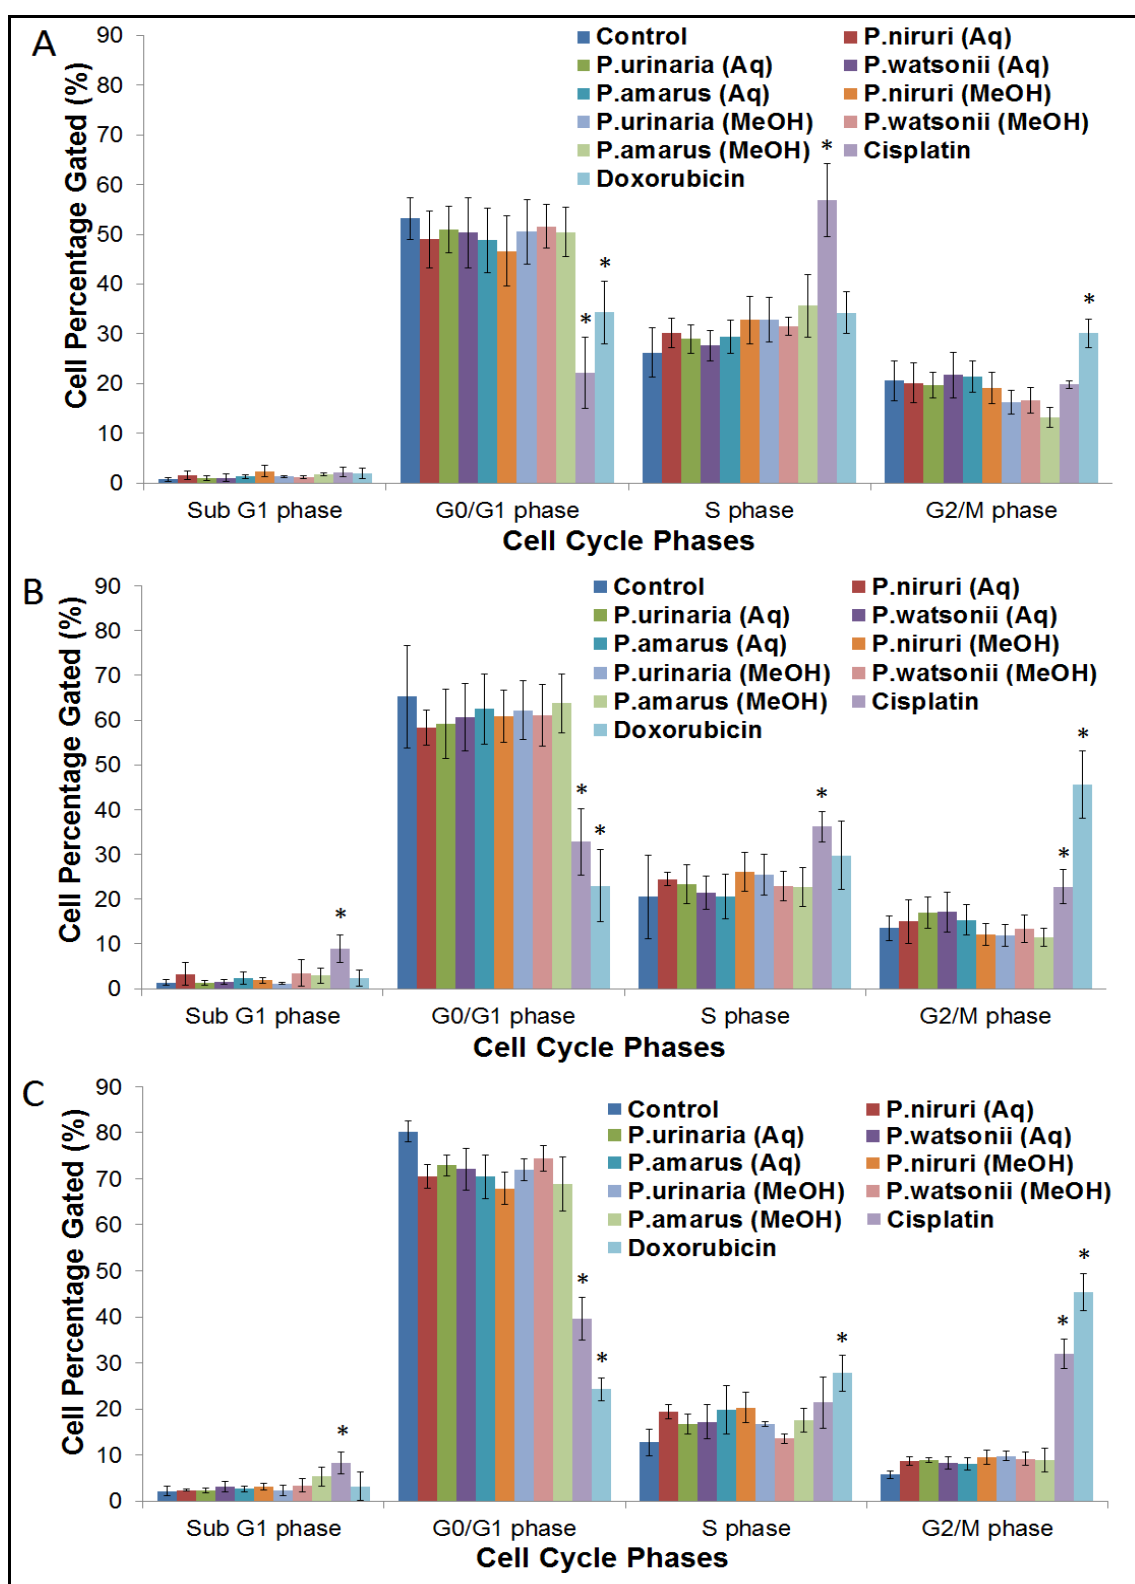 A
Cell Percentage Gated (%)
90
80
70
60
50
40
30
20
10
0
Control
P.niruri (Aq)
P.urinaria (Aq)
P.watsonii (Aq)
P.amarus (Aq)
P.niruri (MeOH)
P.urinaria (MeOH)
P.watsonii (MeOH)
P.amarus (MeOH)
Cisplatin
Doxorubicin
*
*
*
*
Sub G1 phase
G0/G1 phase
S phase
G2/M phase
Cell Cycle Phases
B
Cell Percentage Gated (%)
90
80
70
60
50
40
30
20
10
0
Control
P.niruri (Aq)
P.urinaria (Aq)
P.watsonii (Aq)
P.amarus (Aq)
P.niruri (MeOH)
P.urinaria (MeOH)
P.watsonii (MeOH)
P.amarus (MeOH)
Cisplatin
Doxorubicin
*
*
*
*
*
*
Sub G1 phase
G0/G1 phase
S phase
G2/M phase
Cell Cycle Phases
C
Cell Percentage Gated (%)
90
80
70
60
50
40
30
20
10
0
Control
P.niruri (Aq)
P.urinaria (Aq)
P.watsonii (Aq)
P.amarus (Aq)
P.niruri (MeOH)
P.urinaria (MeOH)
P.watsonii (MeOH)
P.amarus (MeOH)
Cisplatin
Doxorubicin
*
*
*
*
*
*
Sub G1 phase
G0/G1 phase
S phase
G2/M phase
Cell Cycle Phases